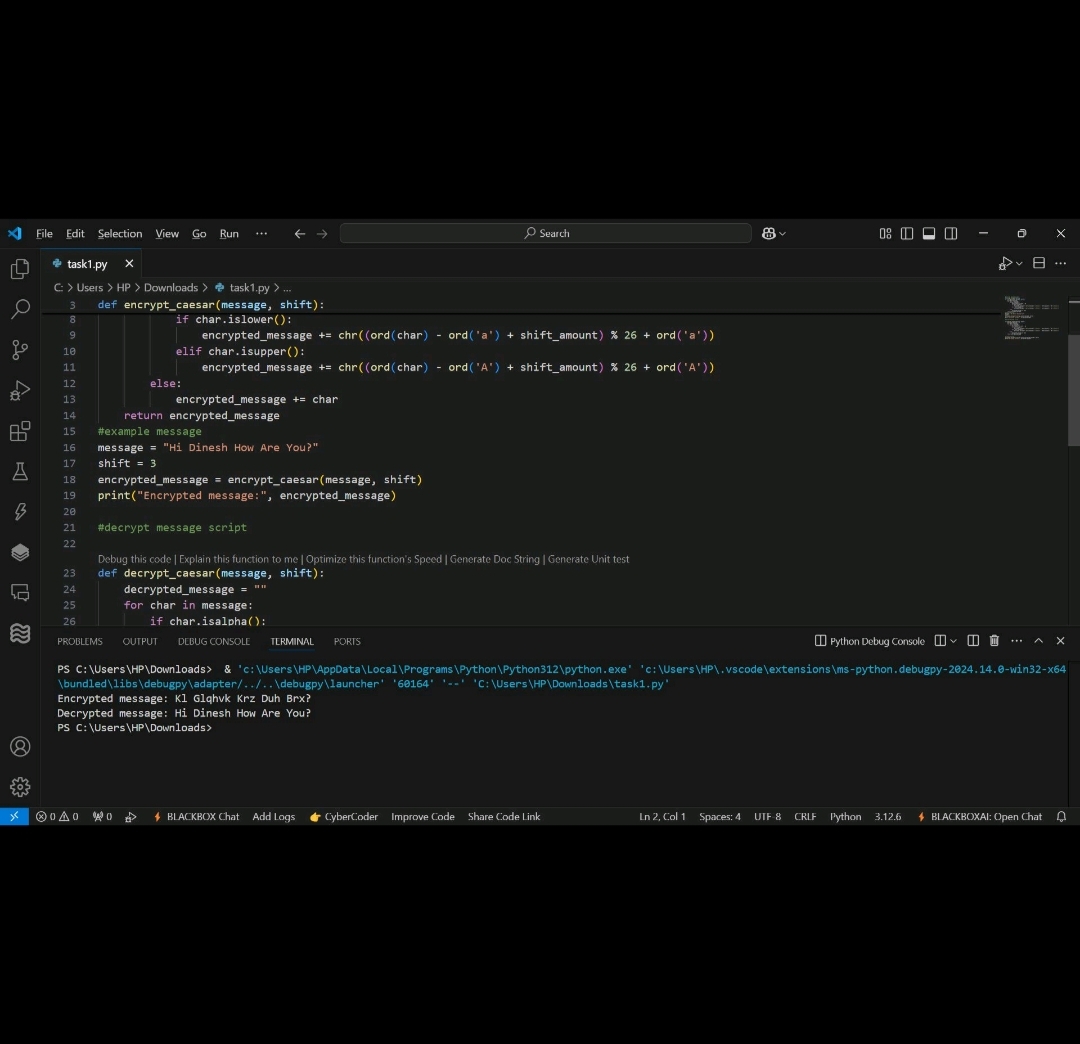 File Edit Selection View Go Run ··· Search
task1.py
C: > Users > HP > Downloads > task1.py > ...
3 def encrypt_caesar(message, shift):
8 if char.islower():
9 encrypted_message += chr((ord(char) - ord('a') + shift_amount) % 26 + ord('a'))
10 elif char.isupper():
11 encrypted_message += chr((ord(char) - ord('A') + shift_amount) % 26 + ord('A'))
12 else:
13 encrypted_message += char
14 return encrypted_message
15 #example message
16 message = "Hi Dinesh How Are You?"
17 shift = 3
18 encrypted_message = encrypt_caesar(message, shift)
19 print("Encrypted message:", encrypted_message)
20
21 #decrypt message script
22
Debug this code | Explain this function to me | Optimize this function's Speed | Generate Doc String | Generate Unit test
23 def decrypt_caesar(message, shift):
24 decrypted_message = ""
25 for char in message:
26 if char.isalpha():
PROBLEMS OUTPUT DEBUG CONSOLE TERMINAL PORTS Python Debug Console
PS C:\Users\HP\Downloads> & 'c:\Users\HP\AppData\Local\Programs\Python\Python312\python.exe' 'c:\Users\HP\.vscode\extensions\ms-python.debugpy-2024.14.0-win32-x64
\bundled\libs\debugpy\adapter/../..\debugpy\launcher' '60164' '--' 'C:\Users\HP\Downloads\task1.py'
Encrypted message: Kl Glqhvk Krz Duh Brx?
Decrypted message: Hi Dinesh How Are You?
PS C:\Users\HP\Downloads>
0 0 0 BLACKBOX Chat Add Logs CyberCoder Improve Code Share Code Link Ln 2, Col 1 Spaces: 4 UTF-8 CRLF Python 3.12.6 BLACKBOXAI: Open Chat